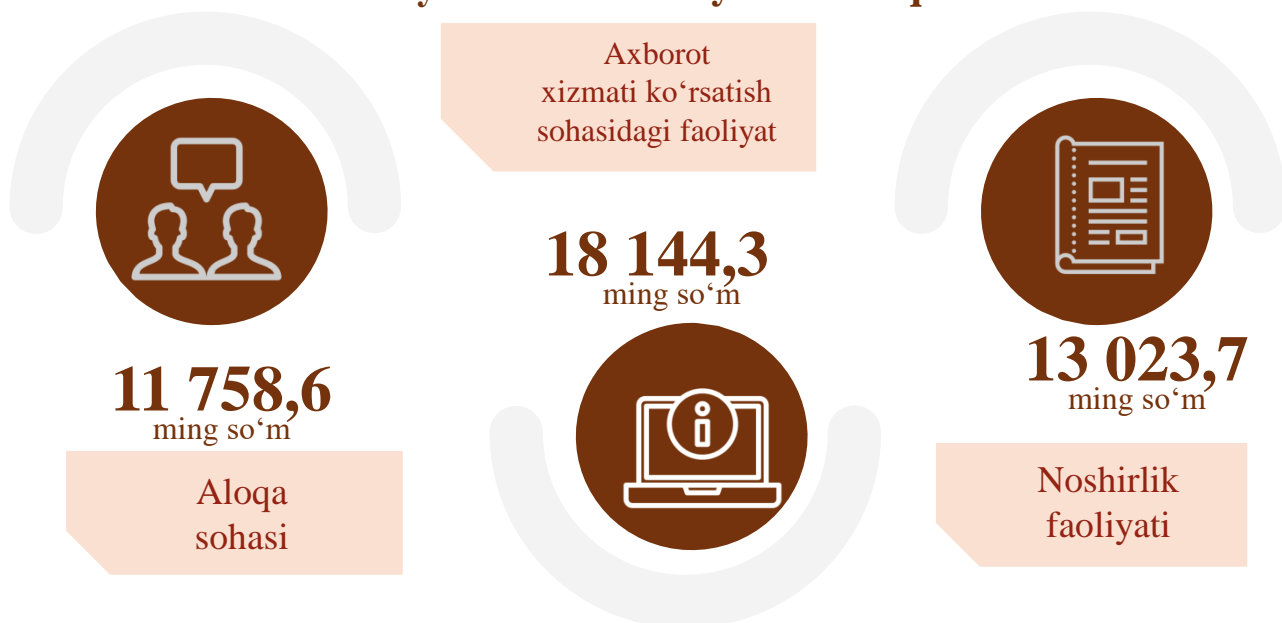 Axborot
xizmati ko‘rsatish
sohasidagi faoliyat
18 144,3
ming so‘m
11 758,6
ming so‘m
Aloqa
sohasi
13 023,7
ming so‘m
Noshirlik
faoliyati